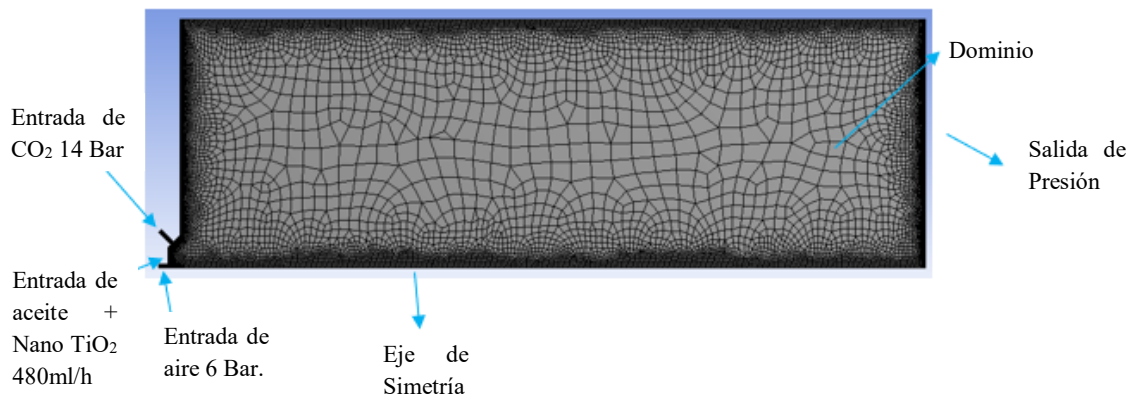 Dominio
Entrada de
CO2 14 Bar
Salida de
Presión
Entrada de
aceite +
Nano TiO2
480ml/h
Entrada de
aire 6 Bar.
Eje de
Simetría